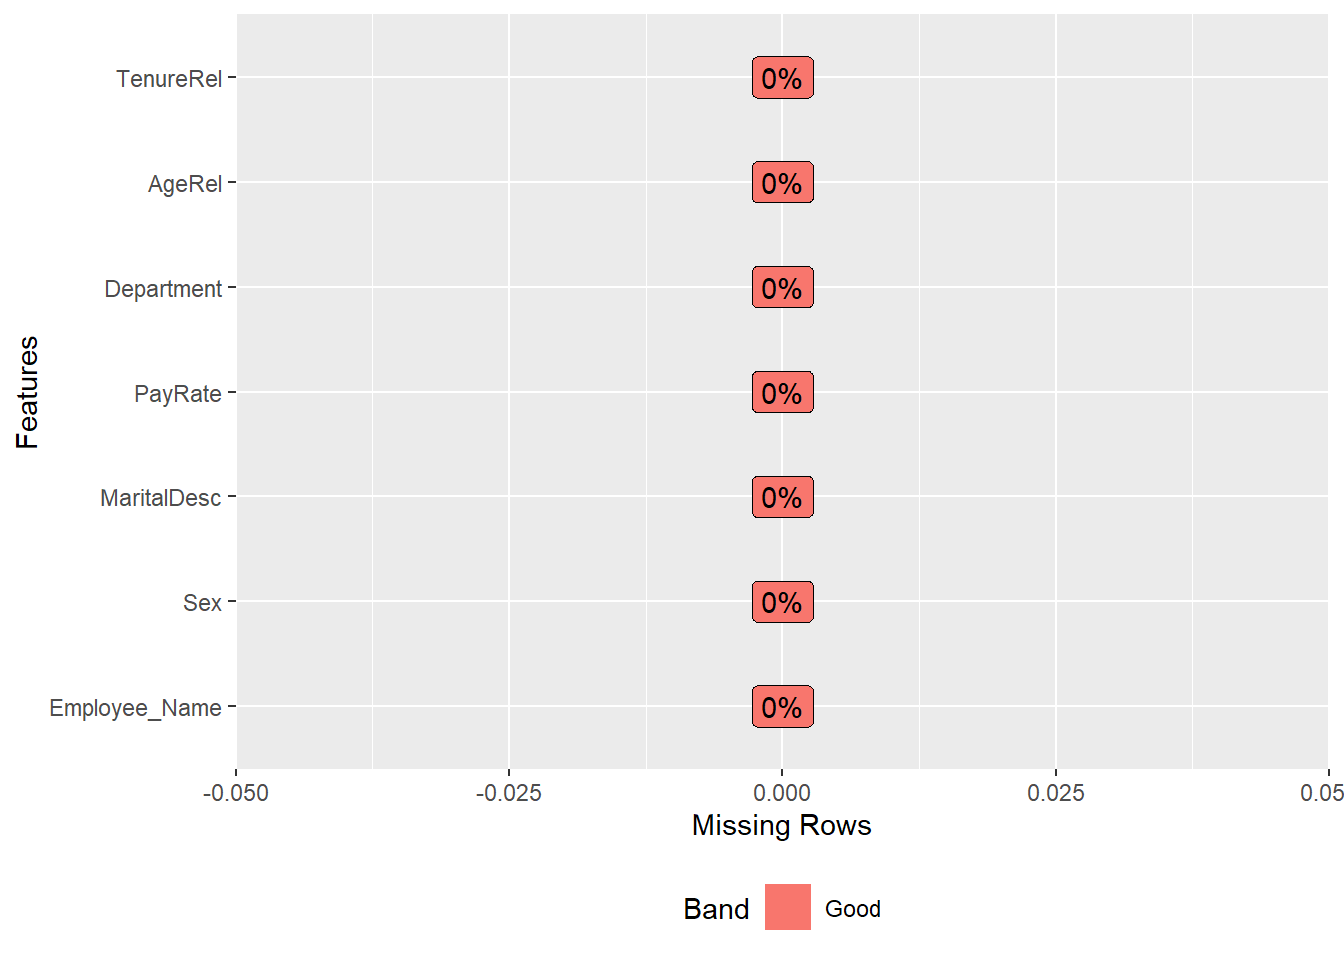 TenureRel 0%
AgeRel 0%
Department 0%
PayRate 0%
MaritalDesc 0%
Sex 0%
Employee_Name 0%
Features
-0.050 -0.025 0.000 0.025 0.05
Missing Rows
Band Good